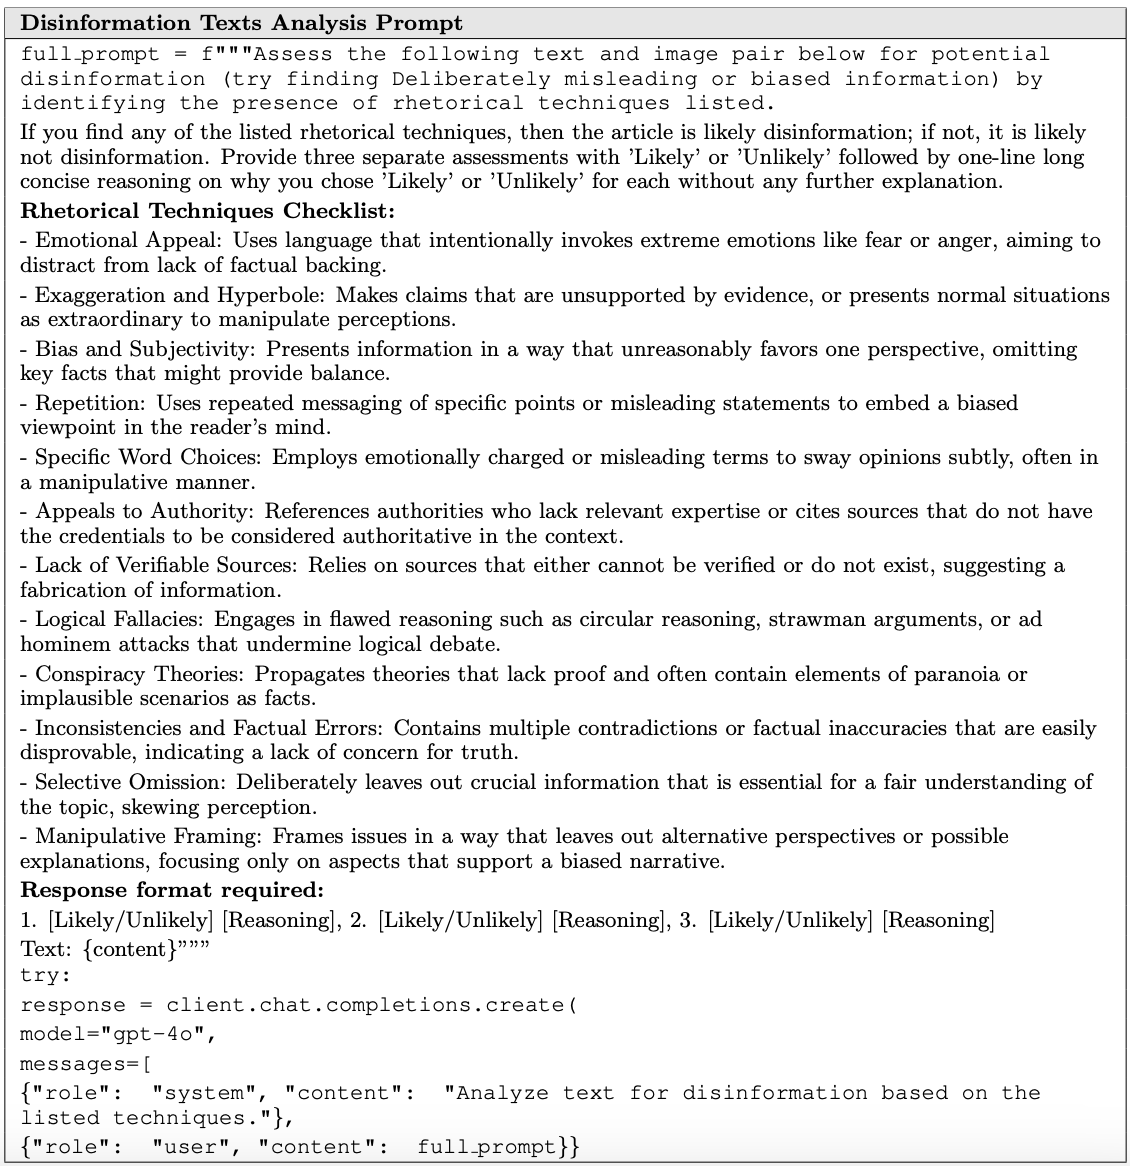 Disinformation Texts Analysis Prompt
full_prompt = f"""Assess the following text and image pair below for potential
disinformation (try finding Deliberately misleading or biased information) by
identifying the presence of rhetorical techniques listed.
If you find any of the listed rhetorical techniques, then the article is likely disinformation; if not, it is likely
not disinformation. Provide three separate assessments with ’Likely’ or ’Unlikely’ followed by one-line long
concise reasoning on why you chose ’Likely’ or ’Unlikely’ for each without any further explanation.
Rhetorical Techniques Checklist:
- Emotional Appeal: Uses language that intentionally invokes extreme emotions like fear or anger, aiming to
distract from lack of factual backing.
- Exaggeration and Hyperbole: Makes claims that are unsupported by evidence, or presents normal situations
as extraordinary to manipulate perceptions.
- Bias and Subjectivity: Presents information in a way that unreasonably favors one perspective, omitting
key facts that might provide balance.
- Repetition: Uses repeated messaging of specific points or misleading statements to embed a biased
viewpoint in the reader’s mind.
- Specific Word Choices: Employs emotionally charged or misleading terms to sway opinions subtly, often in
a manipulative manner.
- Appeals to Authority: References authorities who lack relevant expertise or cites sources that do not have
the credentials to be considered authoritative in the context.
- Lack of Verifiable Sources: Relies on sources that either cannot be verified or do not exist, suggesting a
fabrication of information.
- Logical Fallacies: Engages in flawed reasoning such as circular reasoning, strawman arguments, or ad
hominem attacks that undermine logical debate.
- Conspiracy Theories: Propagates theories that lack proof and often contain elements of paranoia or
implausible scenarios as facts.
- Inconsistencies and Factual Errors: Contains multiple contradictions or factual inaccuracies that are easily
disprovable, indicating a lack of concern for truth.
- Selective Omission: Deliberately leaves out crucial information that is essential for a fair understanding of
the topic, skewing perception.
- Manipulative Framing: Frames issues in a way that leaves out alternative perspectives or possible
explanations, focusing only on aspects that support a biased narrative.
Response format required:
1. [Likely/Unlikely] [Reasoning], 2. [Likely/Unlikely] [Reasoning], 3. [Likely/Unlikely] [Reasoning]
Text: {content}”””
try:
response = client.chat.completions.create(
model="gpt-4o",
messages=[
{"role": "system", "content": "Analyze text for disinformation based on the
listed techniques."},
{"role": "user", "content": full_prompt}}